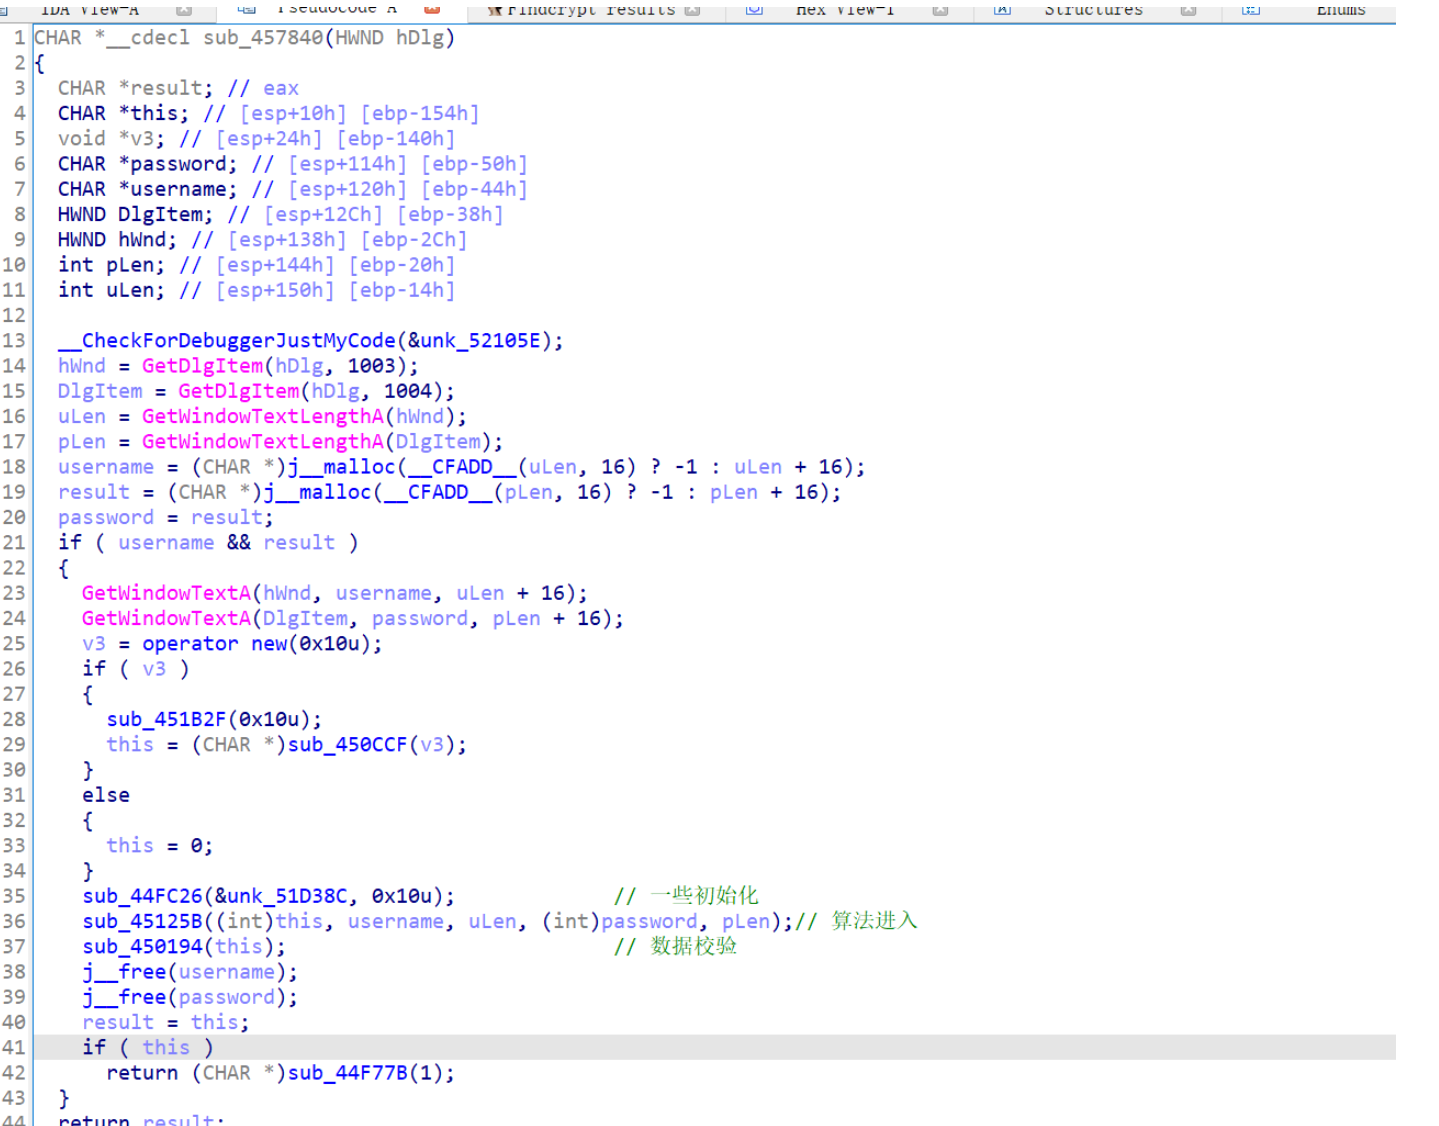 IDA View-A Pseudocode A Findcrypt results Hex View-1 Structures Enums
1 CHAR *__cdecl sub_457840(HWND hDlg)
2 {
3 CHAR *result; // eax
4 CHAR *this; // [esp+10h] [ebp-154h]
5 void *v3; // [esp+24h] [ebp-140h]
6 CHAR *password; // [esp+114h] [ebp-50h]
7 CHAR *username; // [esp+120h] [ebp-44h]
8 HWND DlgItem; // [esp+12Ch] [ebp-38h]
9 HWND hWnd; // [esp+138h] [ebp-2Ch]
10 int pLen; // [esp+144h] [ebp-20h]
11 int uLen; // [esp+150h] [ebp-14h]
12
13 __CheckForDebuggerJustMyCode(&unk_52105E);
14 hWnd = GetDlgItem(hDlg, 1003);
15 DlgItem = GetDlgItem(hDlg, 1004);
16 uLen = GetWindowTextLengthA(hWnd);
17 pLen = GetWindowTextLengthA(DlgItem);
18 username = (CHAR *)j__malloc(__CFADD__(uLen, 16) ? -1 : uLen + 16);
19 result = (CHAR *)j__malloc(__CFADD__(pLen, 16) ? -1 : pLen + 16);
20 password = result;
21 if ( username && result )
22 {
23 GetWindowTextA(hWnd, username, uLen + 16);
24 GetWindowTextA(DlgItem, password, pLen + 16);
25 v3 = operator new(0x10u);
26 if ( v3 )
27 {
28 sub_451B2F(0x10u);
29 this = (CHAR *)sub_450CCF(v3);
30 }
31 else
32 {
33 this = 0;
34 }
35 sub_44FC26(&unk_51D38C, 0x10u); // 一些初始化
36 sub_45125B((int)this, username, uLen, (int)password, pLen);// 算法进入
37 sub_450194(this); // 数据校验
38 j__free(username);
39 j__free(password);
40 result = this;
41 if ( this )
42 return (CHAR *)sub_44F77B(1);
43 }
44 return result;